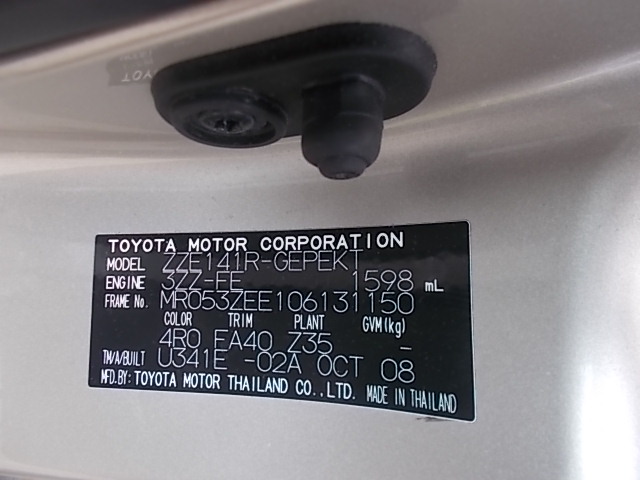 TOYOTA MOTOR CORPORATION
MODEL ZZE141R-GEPEKT
ENGINE 3ZZ-FE 1598 mL
FRAME No. MR053ZEE106131150
COLOR TRIM PLANT GVM(kg)
4R0 FA40 Z35 -
TM/A/BUILT U341E -02A OCT 08
MFD.BY: TOYOTA MOTOR THAILAND CO.,LTD. MADE IN THAILAND